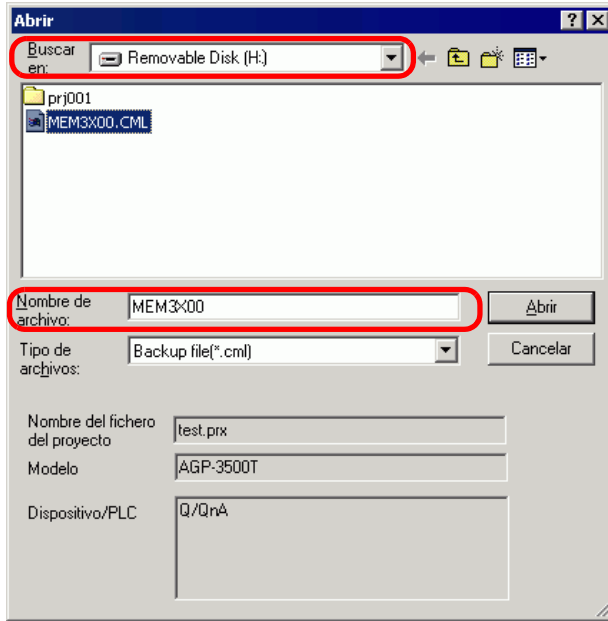 Abrir
Buscar
en:
Removable Disk (H:)
prj001
MEM3X00.CML
Nombre de
archivo:
MEM3X00
Abrir
Tipo de
archivos:
Backup file(*.cml)
Cancelar
Nombre del fichero
del proyecto
test.prx
Modelo
AGP-3500T
Dispositivo/PLC
Q/QnA